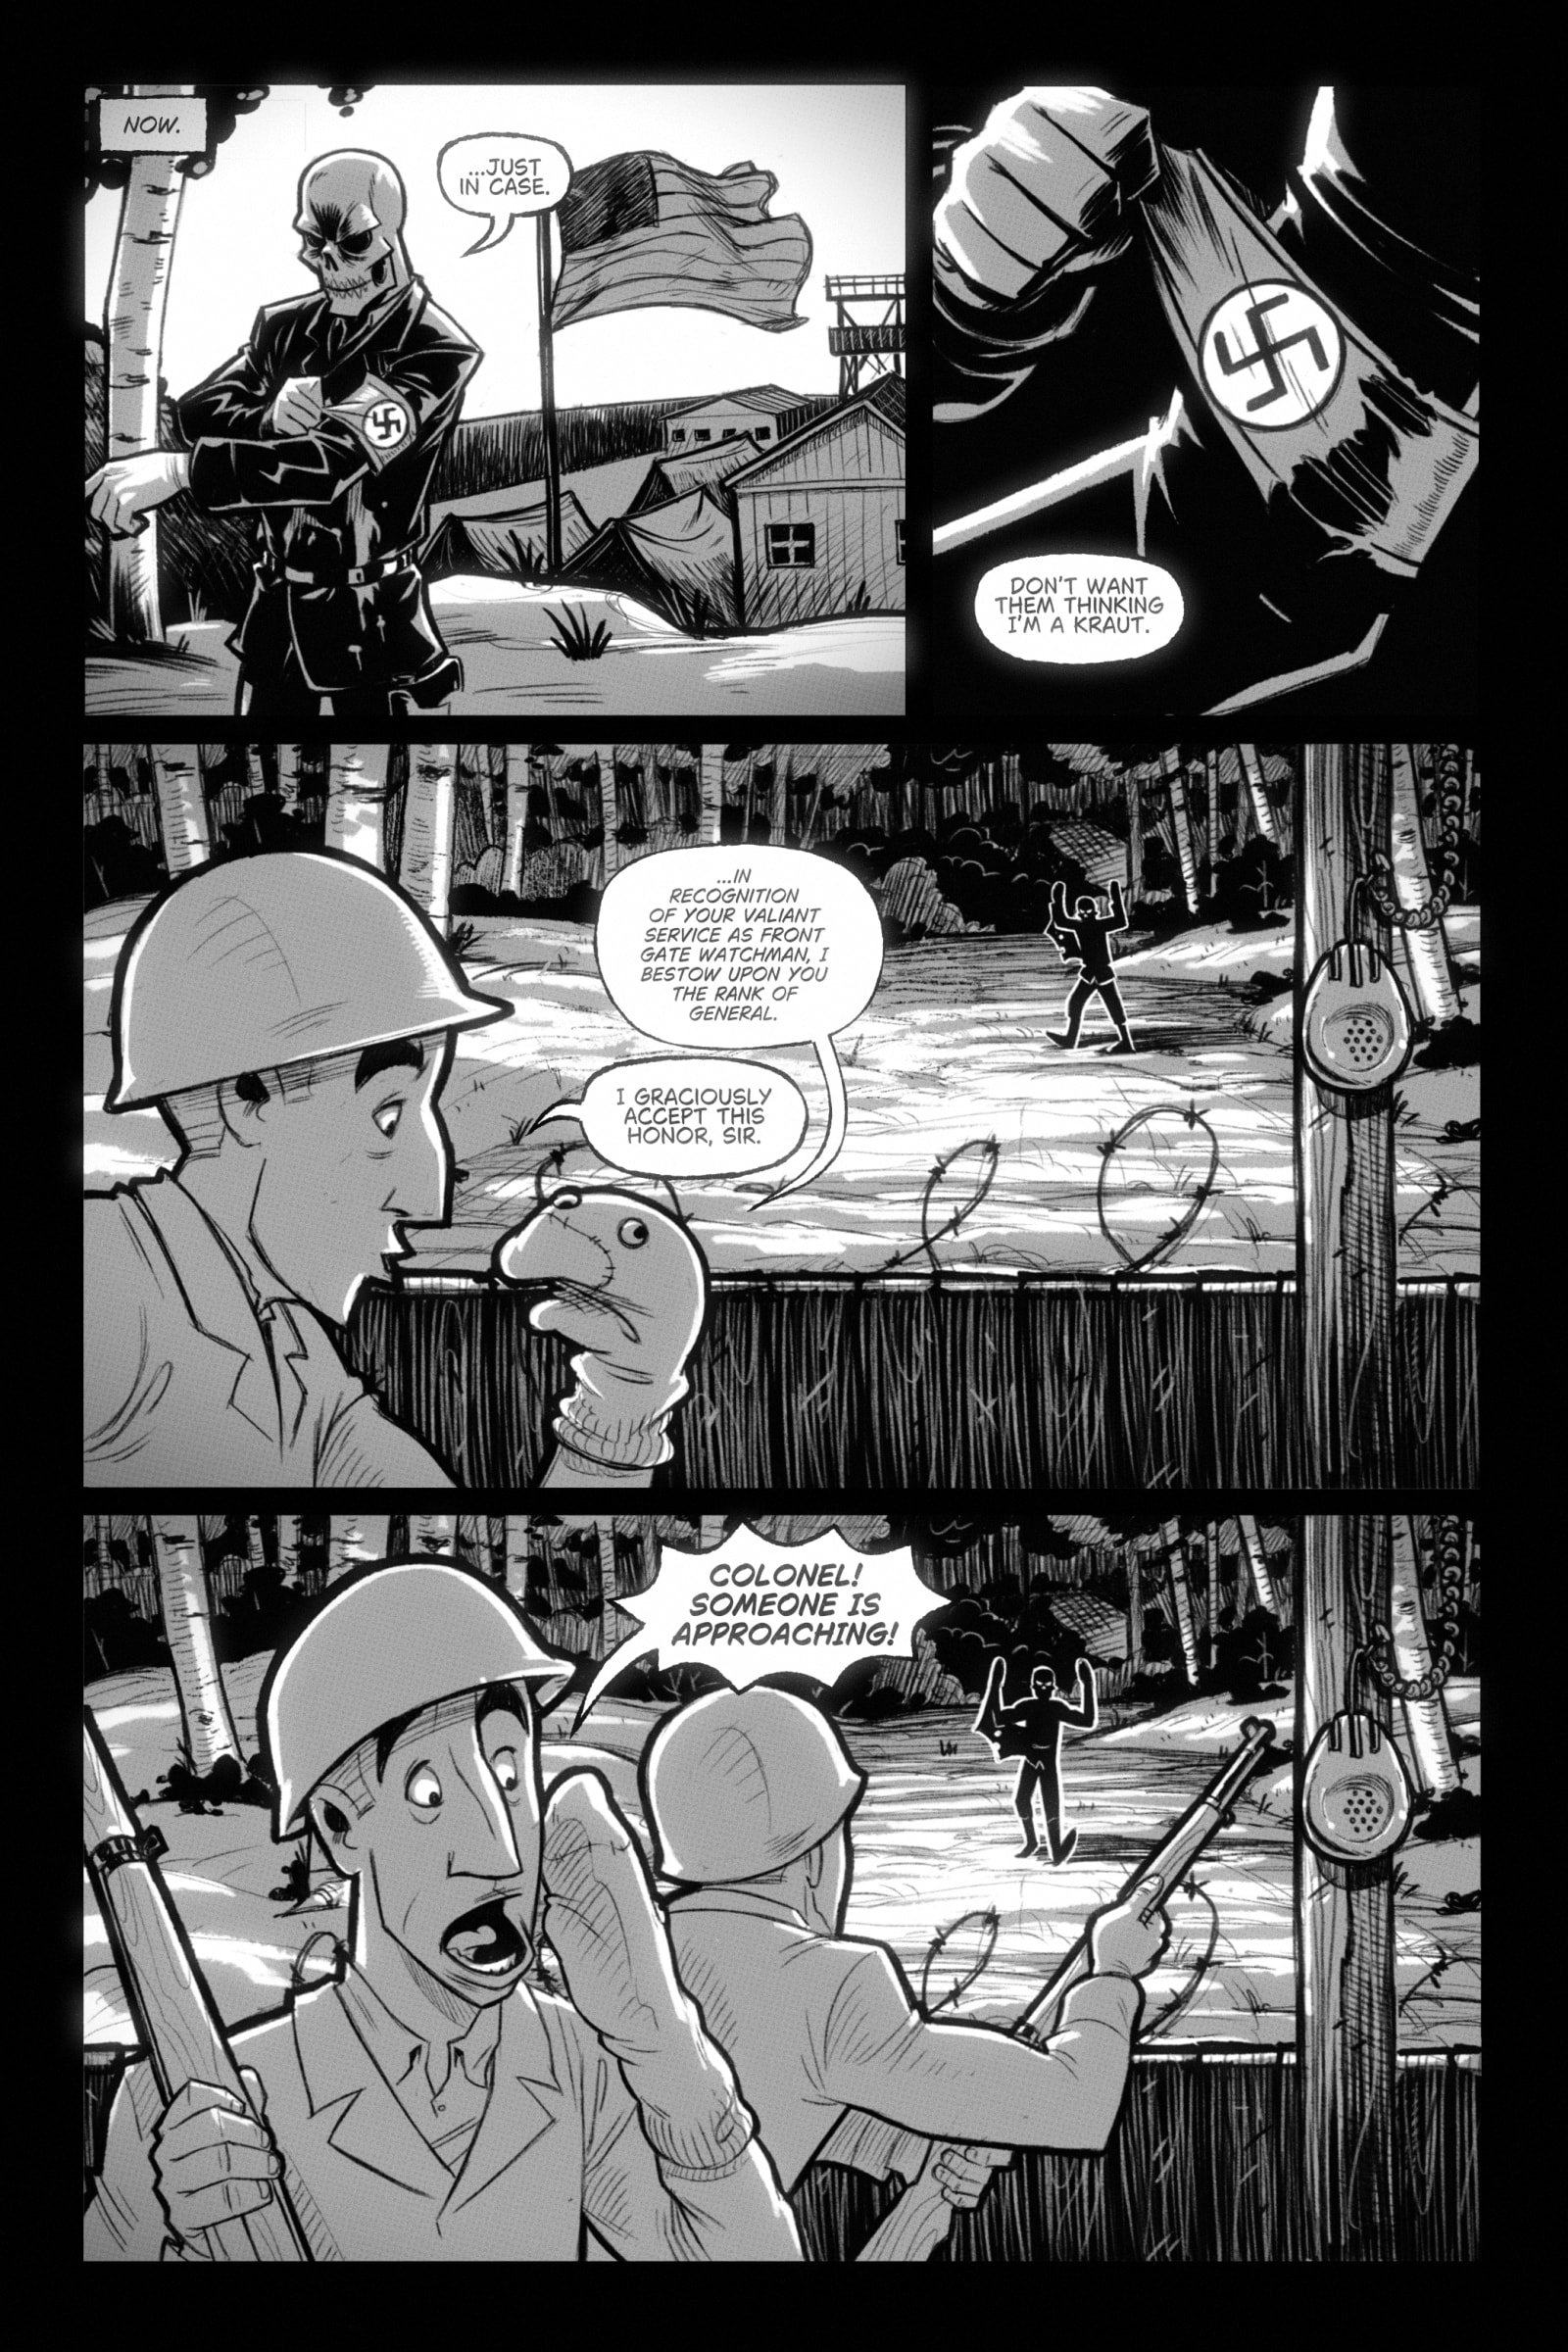 NOW.
...JUST
IN CASE.
DON'T WANT
THEM THINKING
I'M A KRAUT.
...IN
RECOGNITION
OF YOUR VALIANT
SERVICE AS FRONT
GATE WATCHMAN, I
BESTOW UPON YOU
THE RANK OF
GENERAL.
I GRACIOUSLY
ACCEPT THIS
HONOR, SIR.
COLONEL!
SOMEONE IS
APPROACHING!